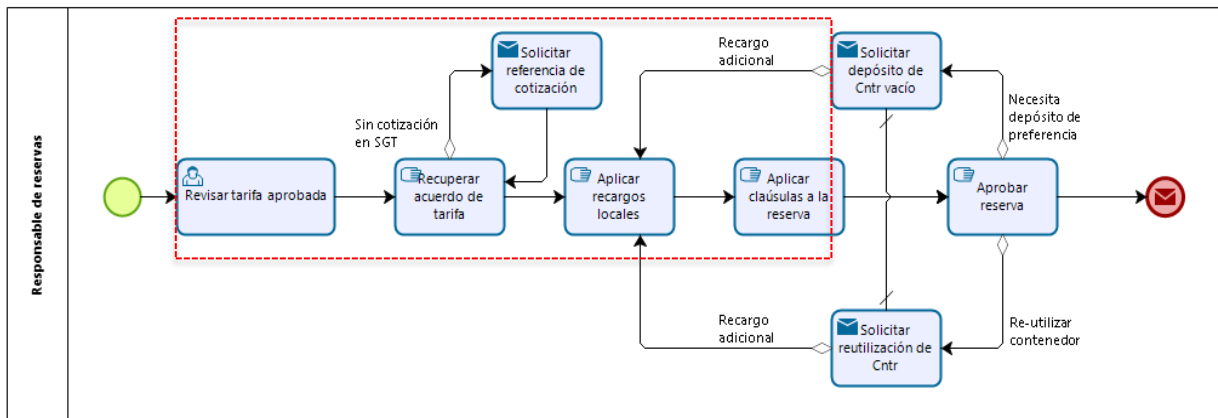 Responsable de reservas
Revisar tarifa aprobada
Sin cotización
en SGT
Solicitar
referencia de
cotización
Recuperar
acuerdo de
tarifa
Aplicar
recargos
locales
Aplicar
claúsulas a la
reserva
Recargo
adicional
Solicitar
depósito de
Cntr vacío
Necesita
depósito de
preferencia
Aprobar
reserva
Recargo
adicional
Solicitar
reutilización de
Cntr
Re-utilizar
contenedor